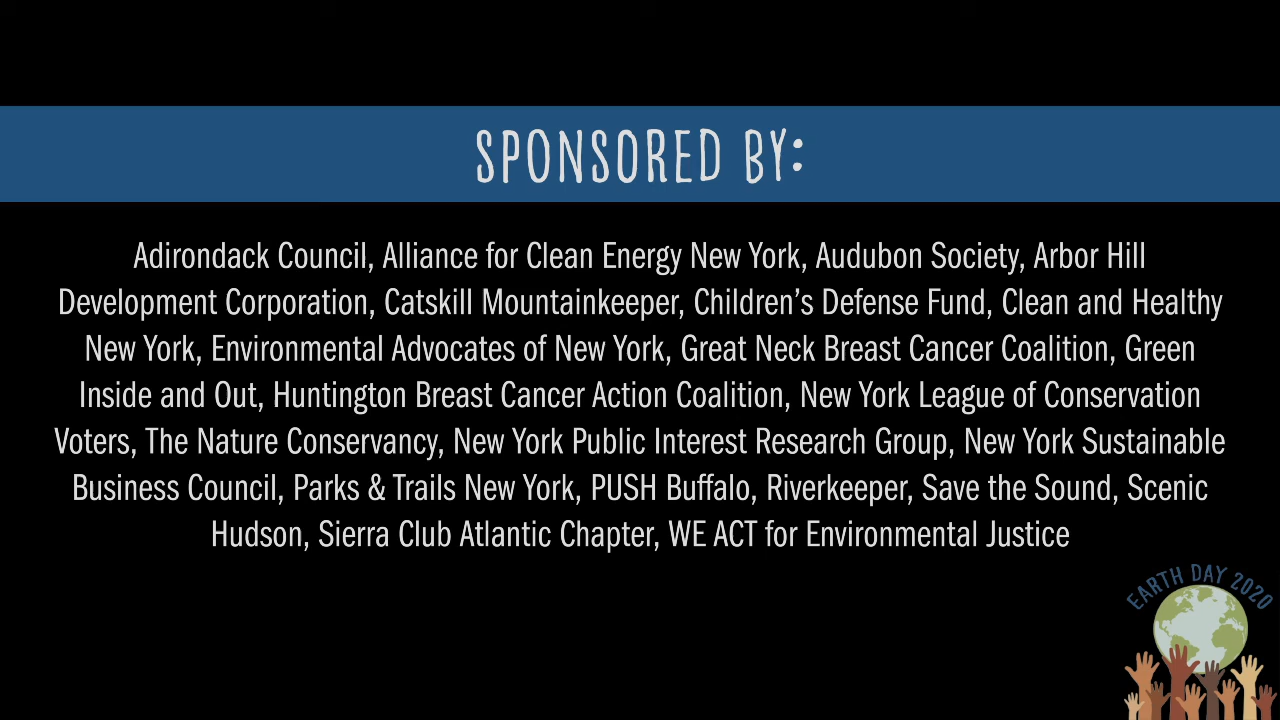 SPONSORED BY:
Adirondack Council, Alliance for Clean Energy New York, Audubon Society, Arbor Hill
Development Corporation, Catskill Mountainkeeper, Children’s Defense Fund, Clean and Healthy
New York, Environmental Advocates of New York, Great Neck Breast Cancer Coalition, Green
Inside and Out, Huntington Breast Cancer Action Coalition, New York League of Conservation
Voters, The Nature Conservancy, New York Public Interest Research Group, New York Sustainable
Business Council, Parks & Trails New York, PUSH Buffalo, Riverkeeper, Save the Sound, Scenic
Hudson, Sierra Club Atlantic Chapter, WE ACT for Environmental Justice
EARTH DAY 2020